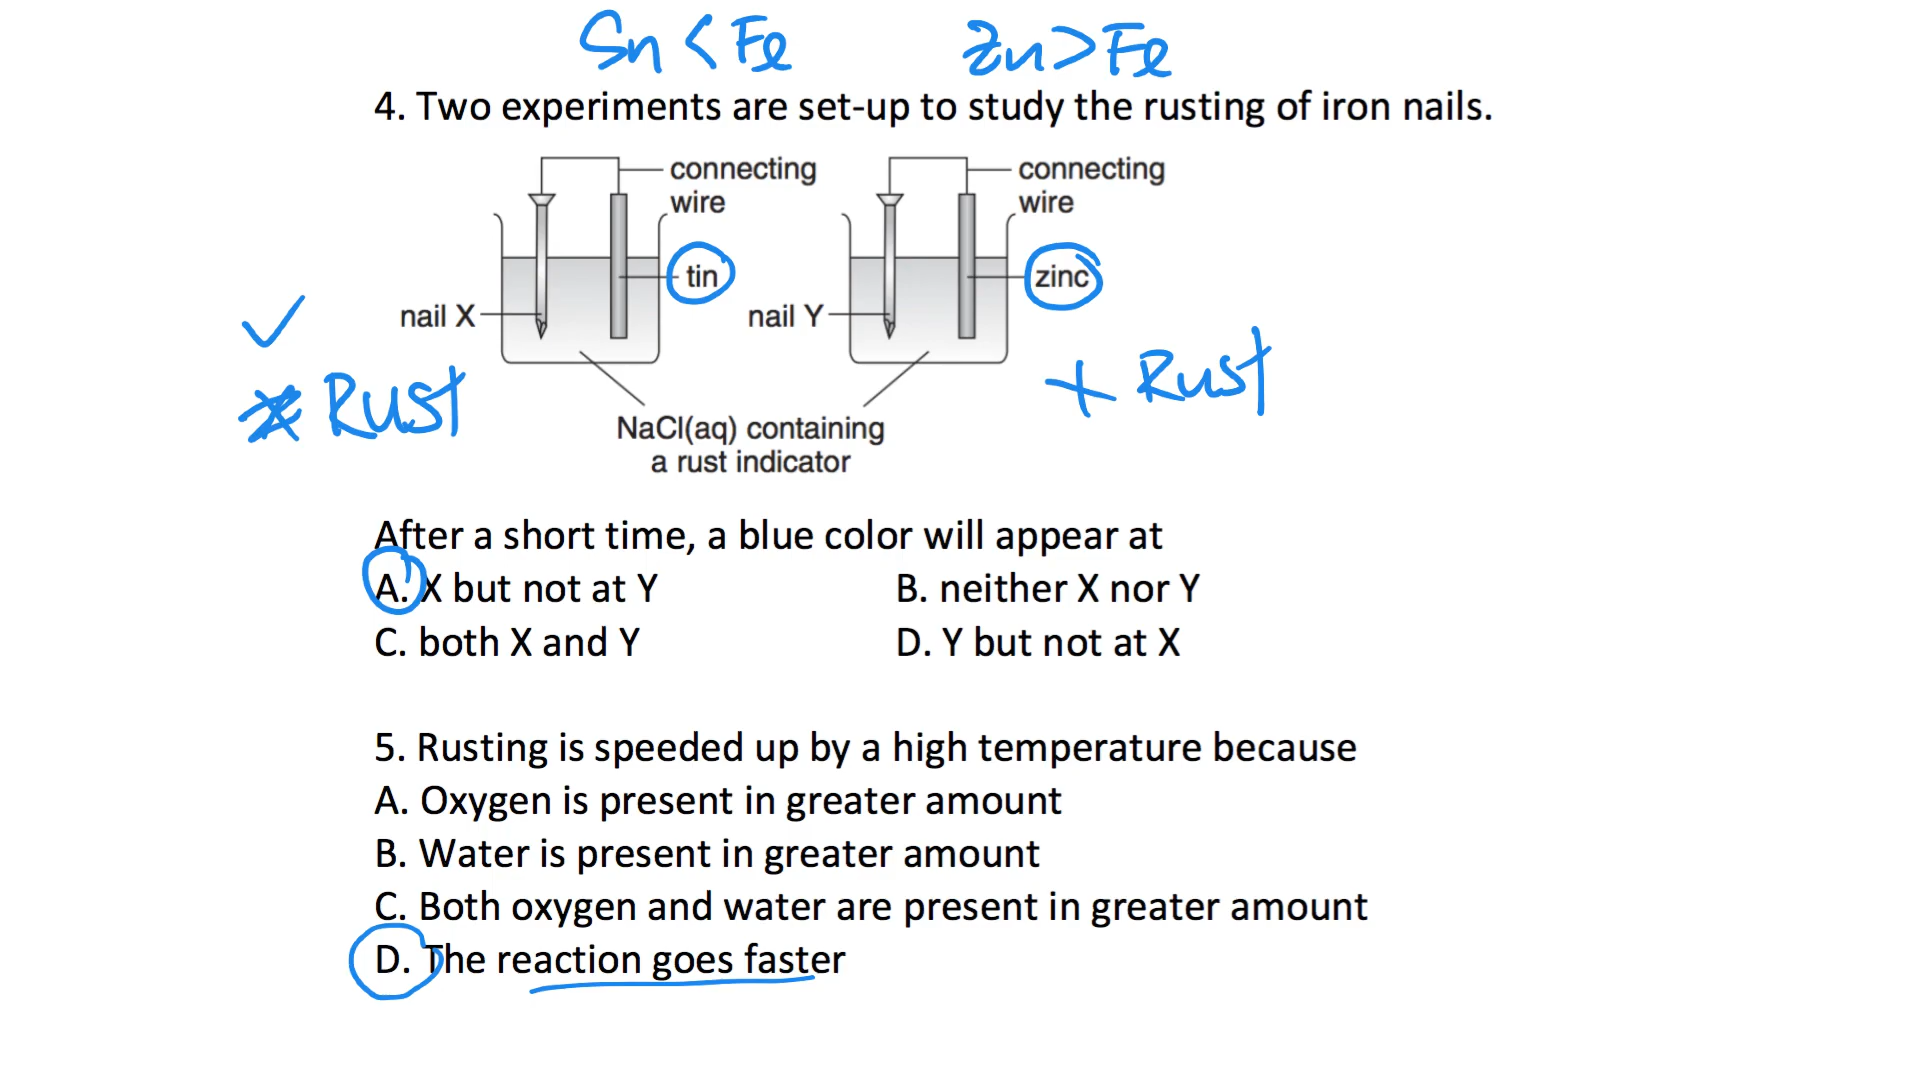 Sn < Fe Zn > Fe
4. Two experiments are set-up to study the rusting of iron nails.
connecting wire
connecting wire
tin
zinc
nail X
nail Y
✓
Rust
+ Rust
NaCl(aq) containing
a rust indicator
After a short time, a blue color will appear at
A. X but not at Y B. neither X nor Y
C. both X and Y D. Y but not at X
5. Rusting is speeded up by a high temperature because
A. Oxygen is present in greater amount
B. Water is present in greater amount
C. Both oxygen and water are present in greater amount
D. The reaction goes faster